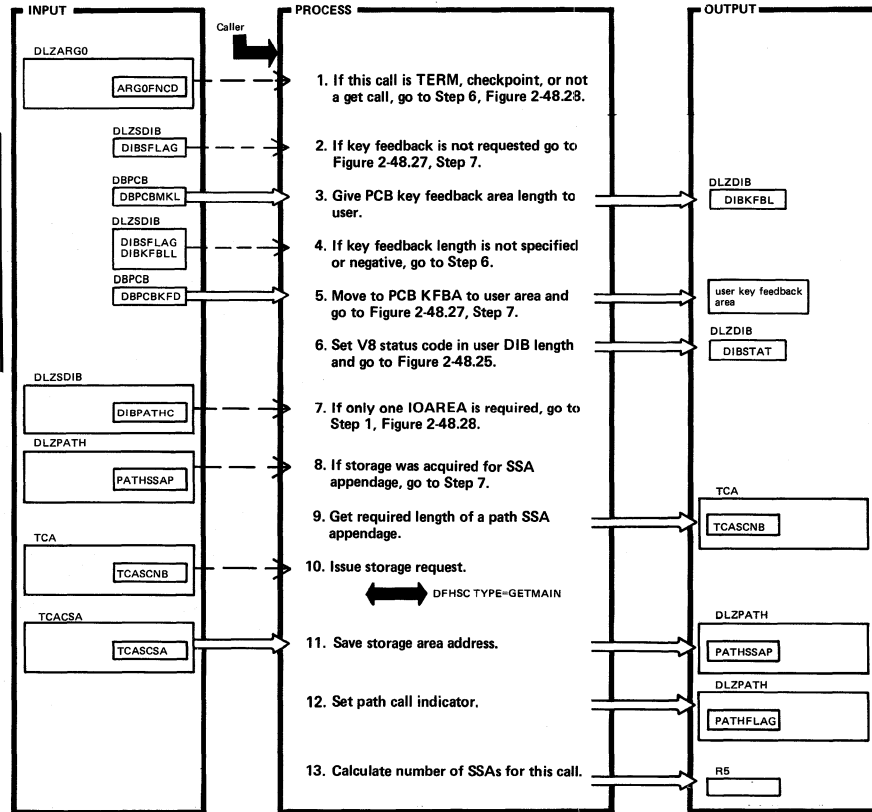 INPUT
PROCESS
OUTPUT
Caller
DLZARG0
ARG0FNCD
1. If this call is TERM, checkpoint, or not
a get call, go to Step 6, Figure 2-48.28.
DLZSDIB
DIBSFLAG
2. If key feedback is not requested go to
Figure 2-48.27, Step 7.
DBPCB
DBPCBMKL
3. Give PCB key feedback area length to
user.
DLZDIB
DIBKFBL
DLZSDIB
DIBSFLAG
DIBKFBLL
4. If key feedback length is not specified
or negative, go to Step 6.
DBPCB
DBPCBKFD
5. Move to PCB KFBA to user area and
go to Figure 2-48.27, Step 7.
user key feedback
area
6. Set V8 status code in user DIB length
and go to Figure 2-48.25.
DLZDIB
DIBSTAT
DLZSDIB
DIBPATHC
7. If only one IOAREA is required, go to
Step 1, Figure 2-48.28.
DLZPATH
PATHSSAP
8. If storage was acquired for SSA
appendage, go to Step 7.
9. Get required length of a path SSA
appendage.
TCA
TCASCNB
TCA
TCASCNB
10. Issue storage request.
DFHSC TYPE=GETMAIN
TCACSA
TCASCSA
11. Save storage area address.
DLZPATH
PATHSSAP
12. Set path call indicator.
DLZPATH
PATHFLAG
13. Calculate number of SSAs for this call.
R5